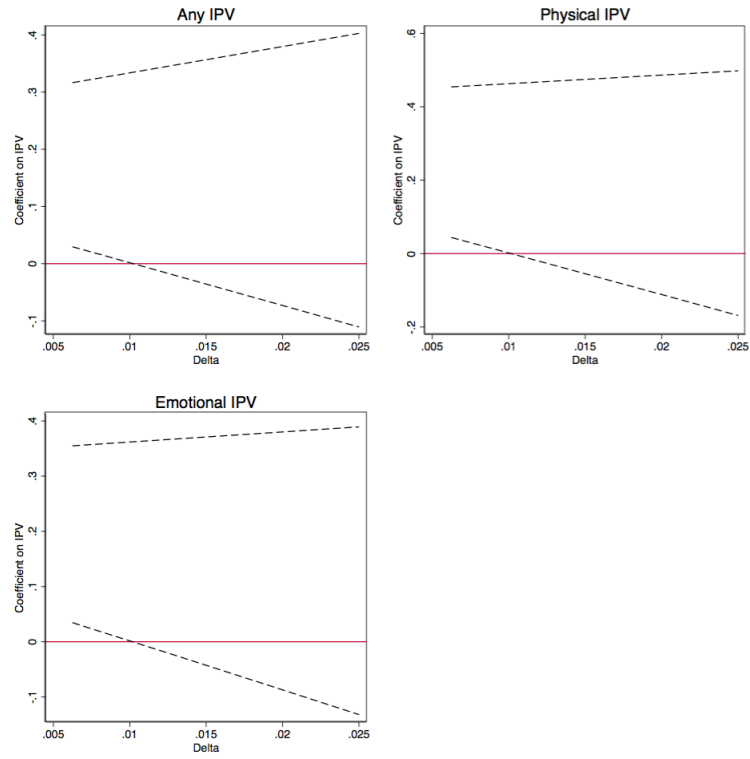 Any IPV
Coefficient on IPV
.4
.3
.2
.1
0
-.1
.005 .01 .015 .02 .025
Delta
Physical IPV
Coefficient on IPV
.6
.4
.2
0
-.2
.005 .01 .015 .02 .025
Delta
Emotional IPV
Coefficient on IPV
.4
.3
.2
.1
0
-.1
.005 .01 .015 .02 .025
Delta